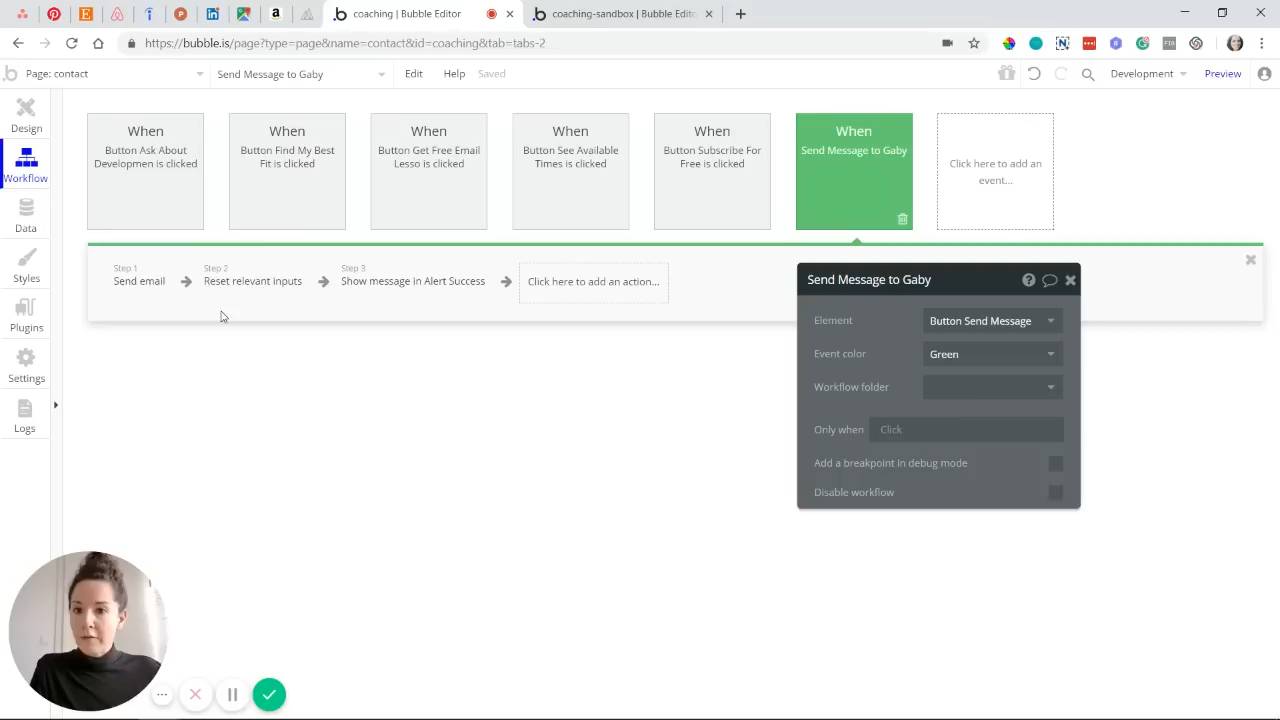 coaching | Bubble Editor
coaching-sandbox | Bubble Editor
https://bubble.is/page?type=page&name=contact&id=coaching&tab=tabs-2
Page: contact
Send Message to Gaby
Edit
Help
Saved
Development
Preview
Design
Workflow
Data
Styles
Plugins
Settings
Logs
When
Button About
Development clicked
When
Button Find My Best
Fit is clicked
When
Button Get Free Email
Lesso is clicked
When
Button See Available
Times is clicked
When
Button Subscribe For
Free is clicked
When
Send Message to Gaby
Click here to add an
event...
Step 1
Send email
Step 2
Reset relevant inputs
Step 3
Show message in Alert Success
Click here to add an action...
Send Message to Gaby
Element
Button Send Message
Event color
Green
Workflow folder
Only when
Click
Add a breakpoint in debug mode
Disable workflow